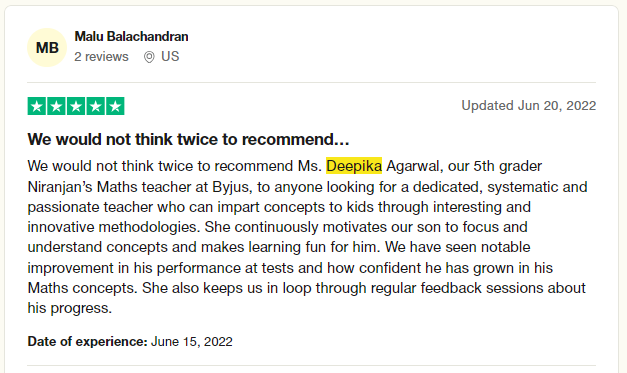 MB
Malu Balachandran
2 reviews US
Updated Jun 20, 2022
We would not think twice to recommend…
We would not think twice to recommend Ms. Deepika Agarwal, our 5th grader
Niranjan’s Maths teacher at Byjus, to anyone looking for a dedicated, systematic and
passionate teacher who can impart concepts to kids through interesting and
innovative methodologies. She continuously motivates our son to focus and
understand concepts and makes learning fun for him. We have seen notable
improvement in his performance at tests and how confident he has grown in his
Maths concepts. She also keeps us in loop through regular feedback sessions about
his progress.
Date of experience: June 15, 2022